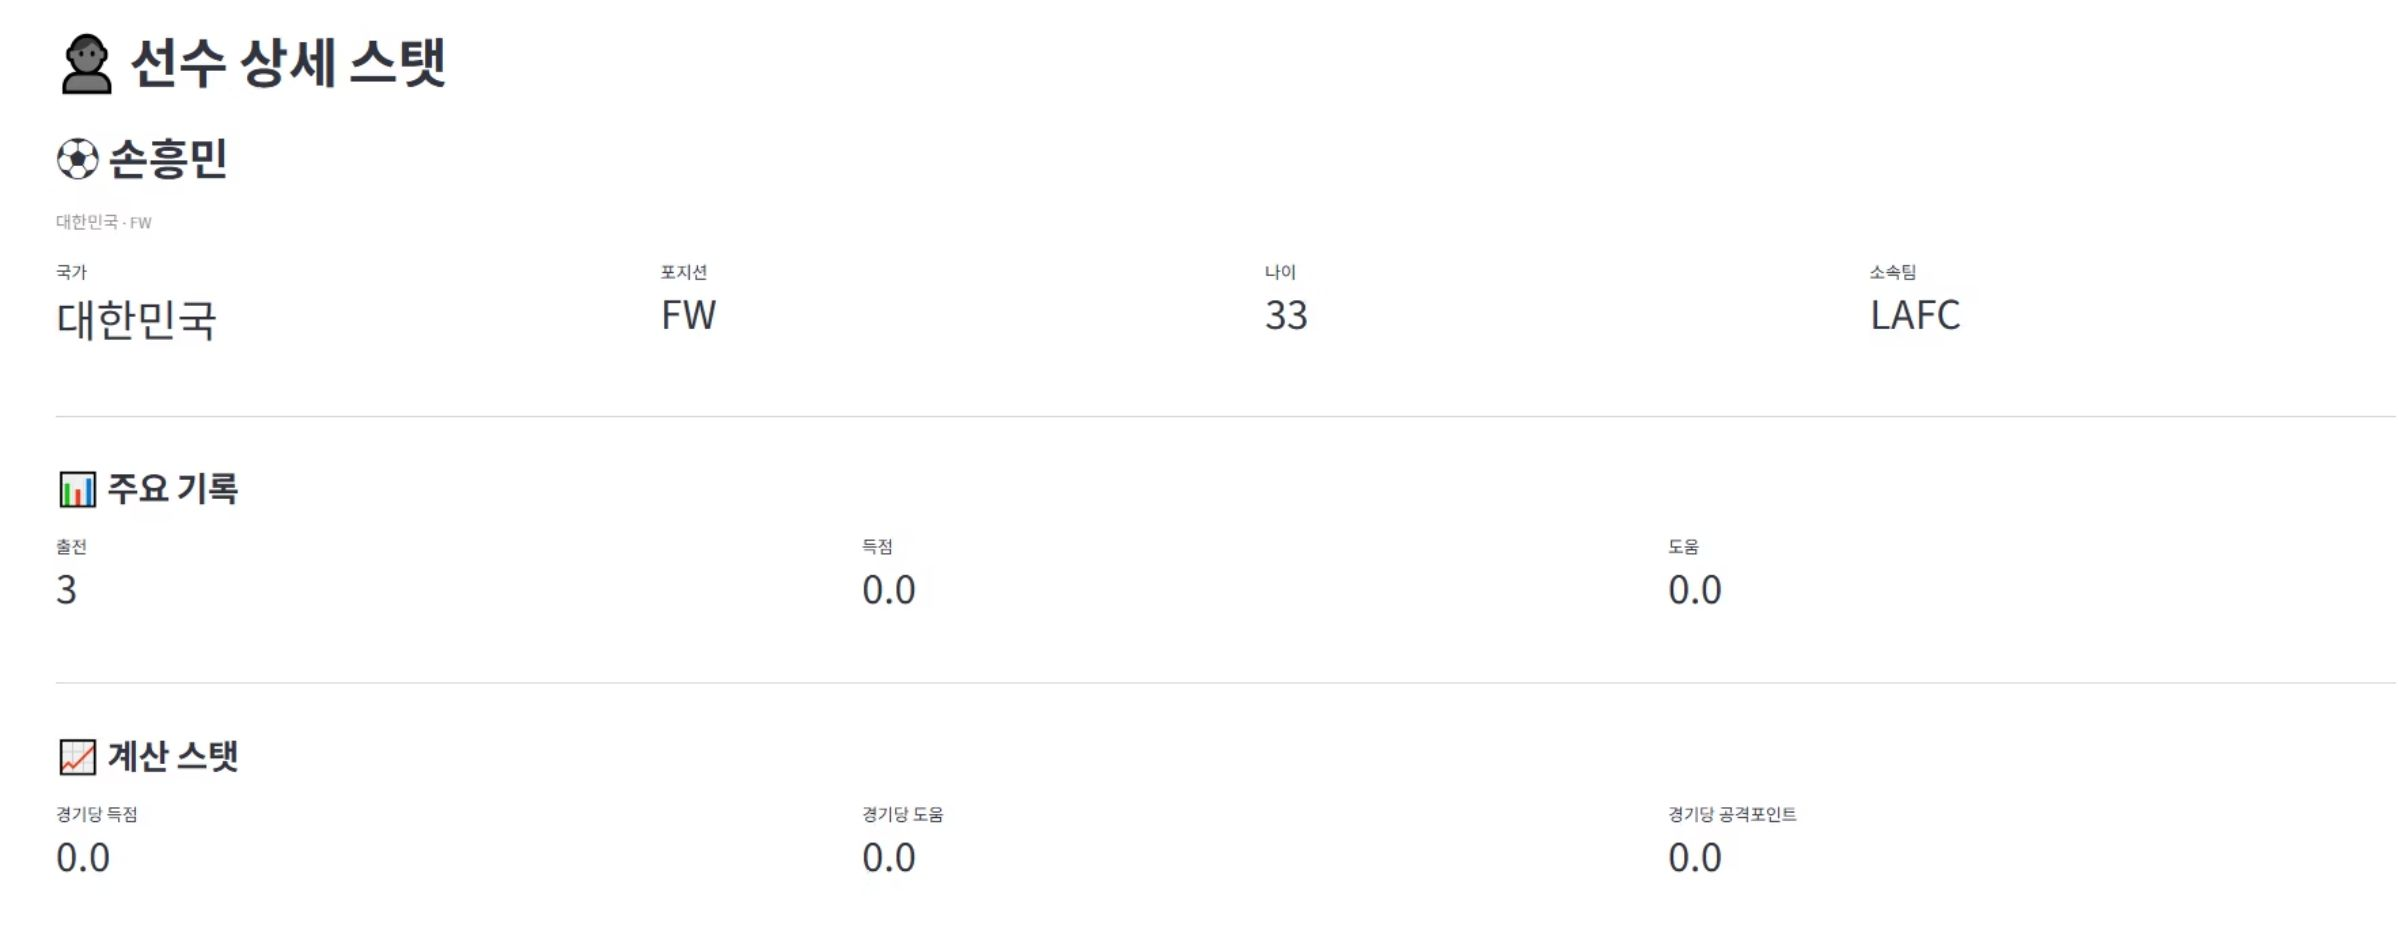 선수 상세 스탯
손흥민
대한민국 · FW
국가 포지션 나이 소속팀
대한민국 FW 33 LAFC
주요 기록
출전 득점 도움
3 0.0 0.0
계산 스탯
경기당 득점 경기당 도움 경기당 공격포인트
0.0 0.0 0.0